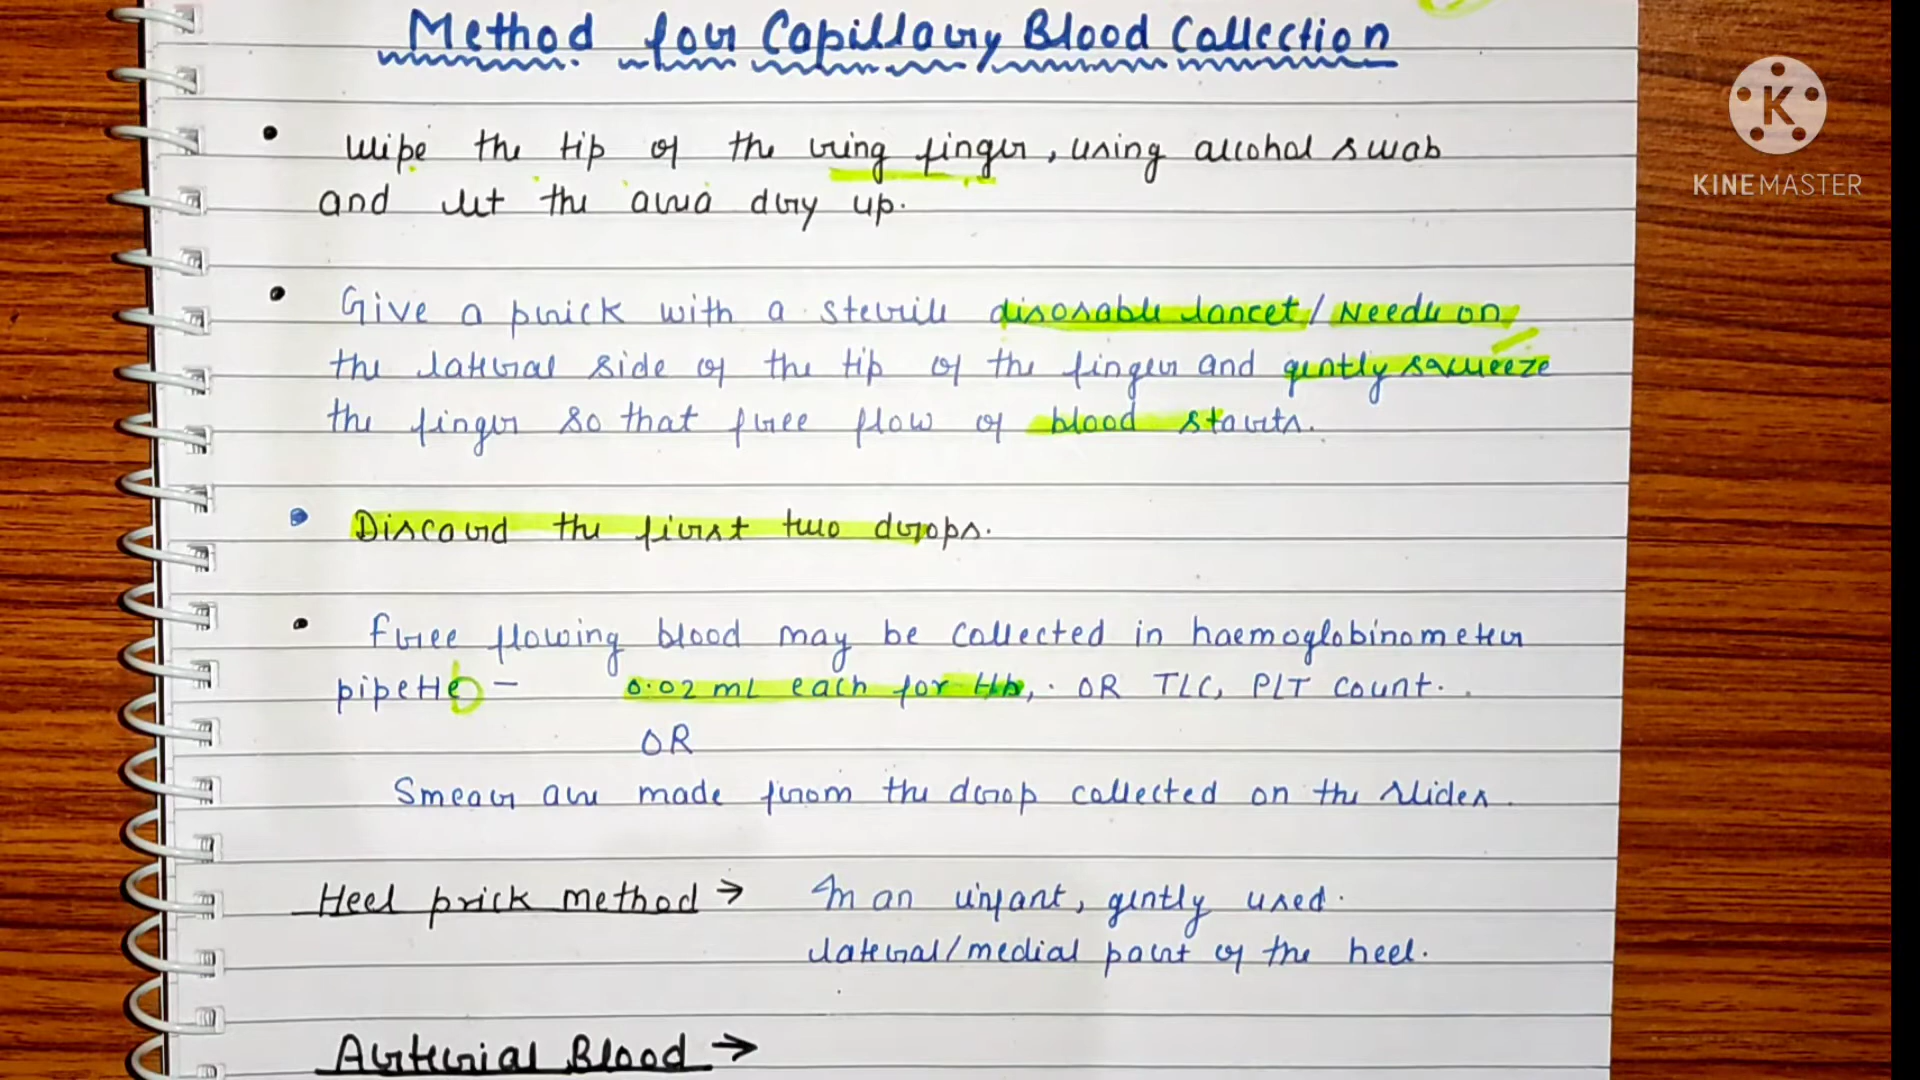 Method for Capillary Blood Collection
K
KINEMASTER
• Wipe the tip of the ring finger, using alcohol swab
and let the area dry up.
• Give a prick with a sterile disosable lancet / Needle on
the lateral side of the tip of the finger and gently squeeze
the finger so that free flow of blood starts.
• Discard the first two drops.
• Free flowing blood may be collected in haemoglobinometer
pipette – 0.02 mL each for Hb, . OR TLC, PLT count.
OR
Smear are made from the drop collected on the slides.
Heel prick method → In an infant, gently used.
lateral/medial part of the heel.
Arterial Blood →